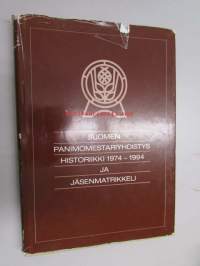 SUOMEN
PANIMOMESTARIYHDISTYS
HISTORIIKKI 1974 – 1994
JA
JÄSENMATRIKKELI